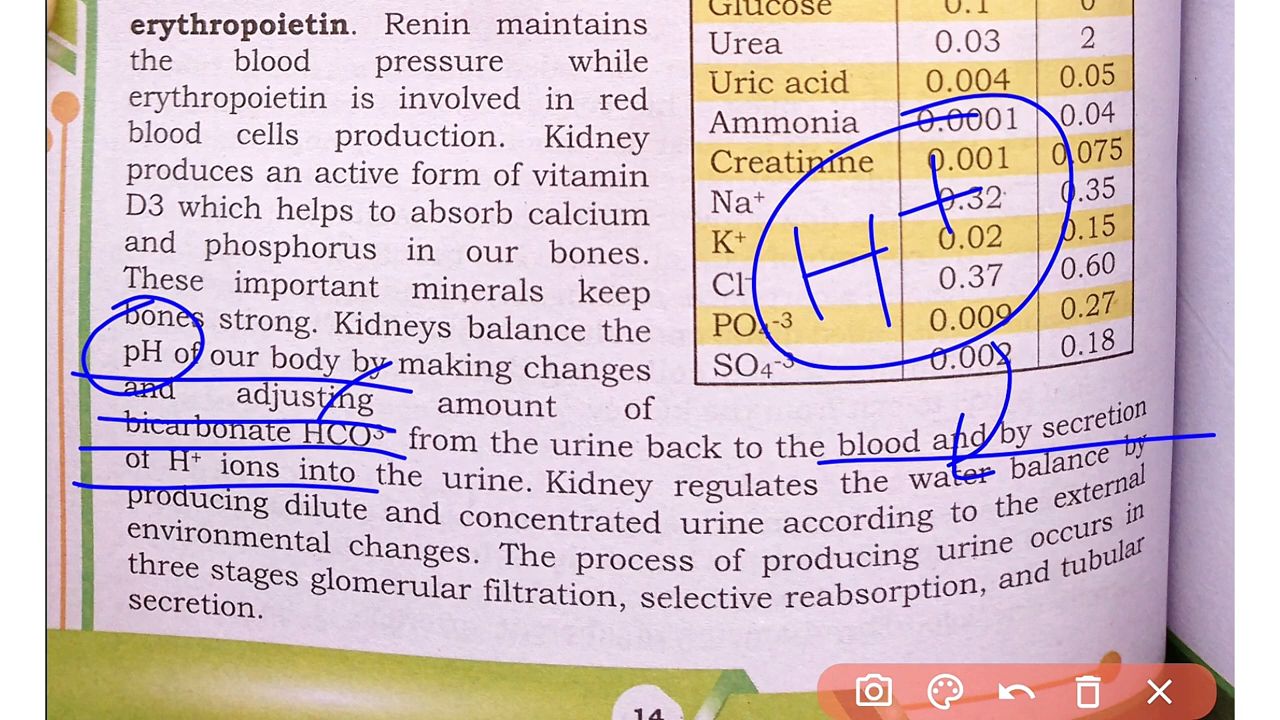 erythropoietin. Renin maintains
the blood pressure while
erythropoietin is involved in red
blood cells production. Kidney
produces an active form of vitamin
D3 which helps to absorb calcium
and phosphorus in our bones.
These important minerals keep
bones strong. Kidneys balance the
pH of our body by making changes
and adjusting amount of
bicarbonate HCO³⁻ from the urine back to the blood and by secretion
of H⁺ ions into the urine. Kidney regulates the water balance by
producing dilute and concentrated urine according to the external
environmental changes. The process of producing urine occurs in
three stages glomerular filtration, selective reabsorption, and tubular
secretion.
Glucose 0.1 0
Urea 0.03 2
Uric acid 0.004 0.05
Ammonia 0.0001 0.04
Creatinine 0.001 0.075
Na⁺ 0.32 0.35
K⁺ 0.02 0.15
Cl⁻ 0.37 0.60
PO₄⁻³ 0.009 0.27
SO₄⁻³ 0.002 0.18
H⁺
14